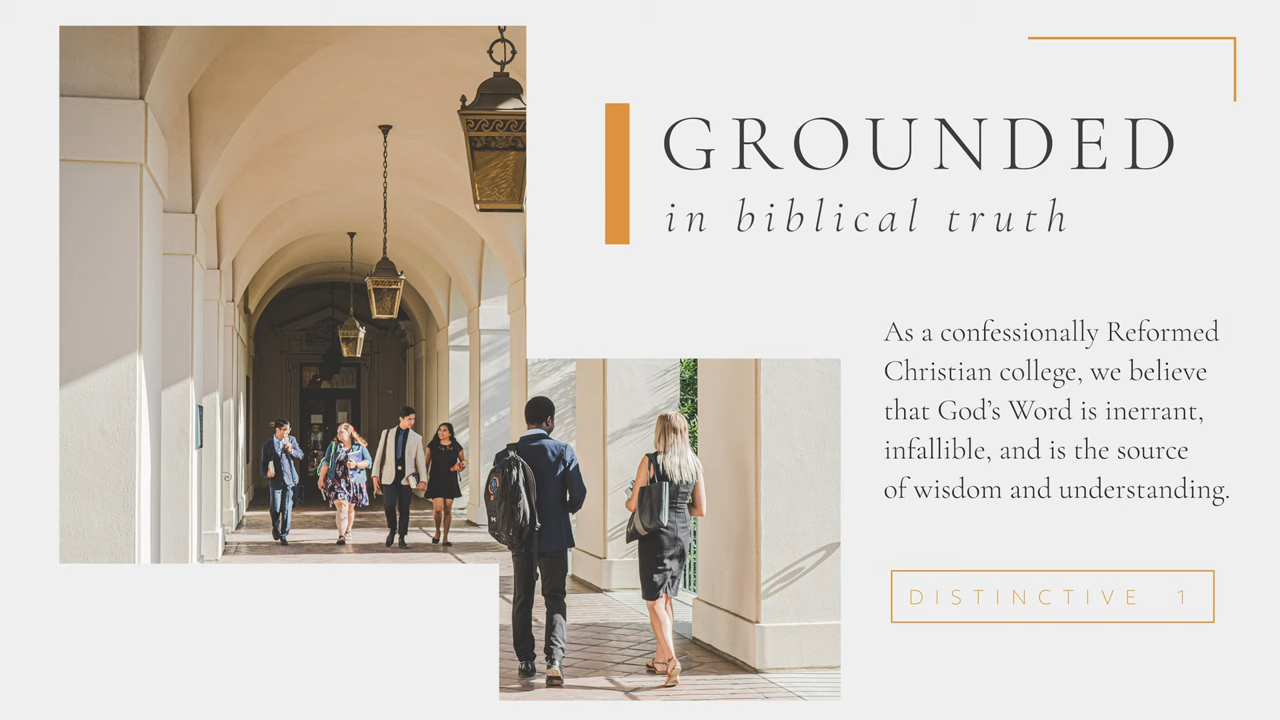 GROUNDED
in biblical truth
As a confessionally Reformed
Christian college, we believe
that God’s Word is inerrant,
infallible, and is the source
of wisdom and understanding.
DISTINCTIVE 1